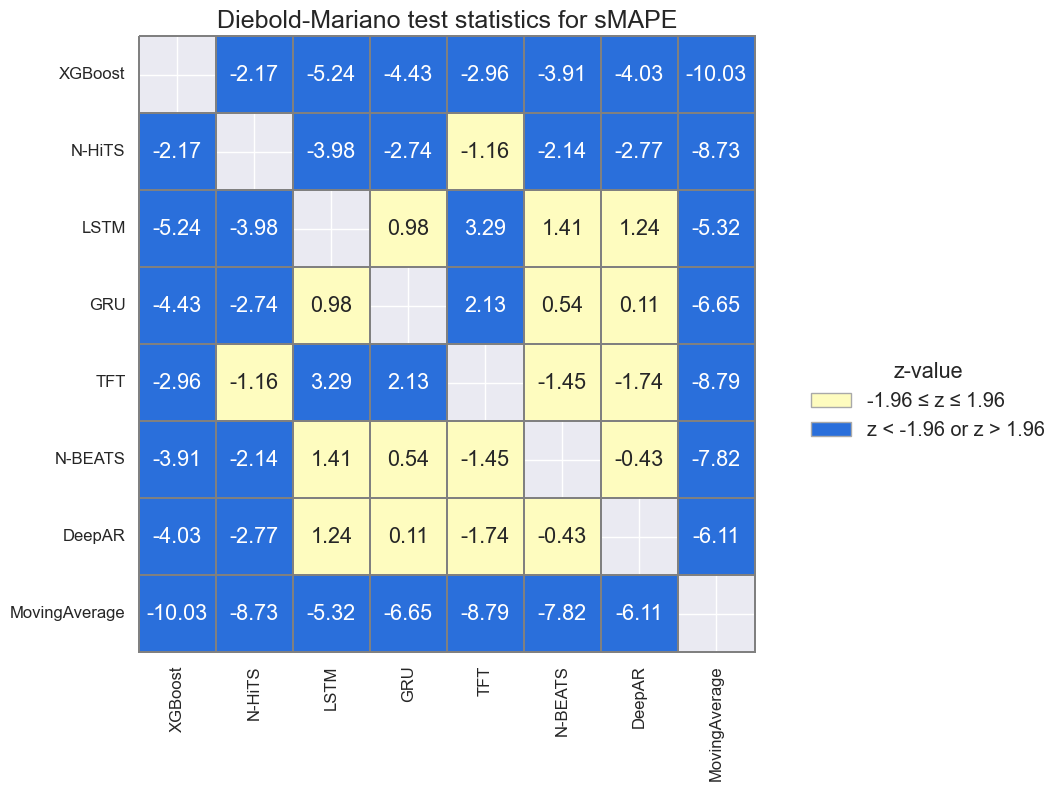 Diebold-Mariano test statistics for sMAPE
XGBoost -2.17 -5.24 -4.43 -2.96 -3.91 -4.03 -10.03
N-HiTS -2.17 -3.98 -2.74 -1.16 -2.14 -2.77 -8.73
LSTM -5.24 -3.98 0.98 3.29 1.41 1.24 -5.32
GRU -4.43 -2.74 0.98 2.13 0.54 0.11 -6.65
TFT -2.96 -1.16 3.29 2.13 -1.45 -1.74 -8.79
N-BEATS -3.91 -2.14 1.41 0.54 -1.45 -0.43 -7.82
DeepAR -4.03 -2.77 1.24 0.11 -1.74 -0.43 -6.11
MovingAverage -10.03 -8.73 -5.32 -6.65 -8.79 -7.82 -6.11
XGBoost N-HiTS LSTM GRU TFT N-BEATS DeepAR MovingAverage
z-value
-1.96 ≤ z ≤ 1.96
z < -1.96 or z > 1.96